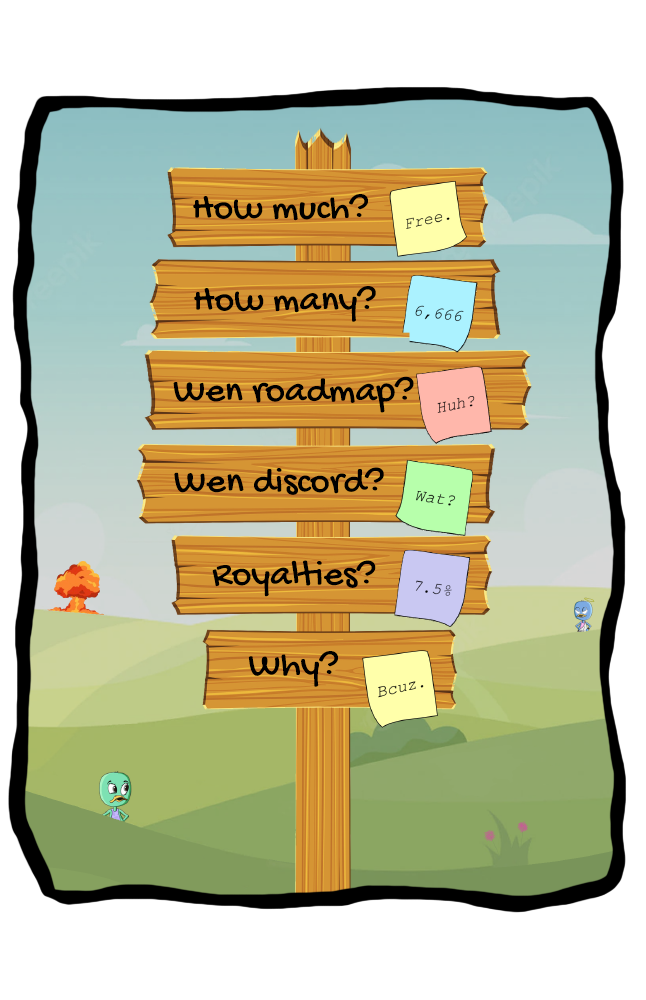 How much? Free.
How many? 6,666
Wen roadmap? Huh?
Wen discord? Wat?
Royalties? 7.5%
Why? Bcuz.